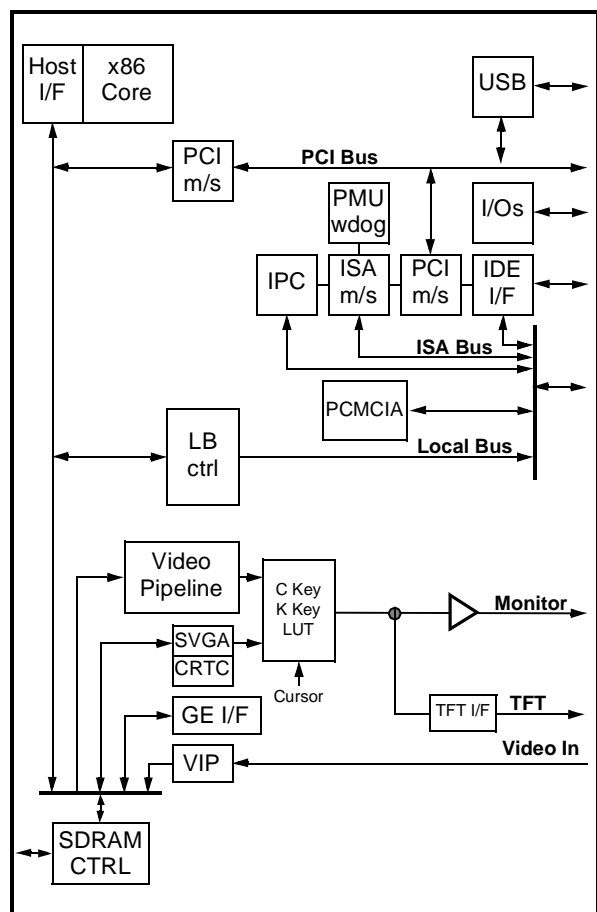 Host
I/F
x86
Core
USB
PCI
m/s
PCI Bus
PMU
wdog
I/Os
IPC
ISA
m/s
PCI
m/s
IDE
I/F
ISA Bus
PCMCIA
LB
ctrl
Local Bus
Video
Pipeline
C Key
K Key
LUT
Monitor
SVGA
CRTC
Cursor
GE I/F
TFT I/F
TFT
VIP
Video In
SDRAM
CTRL